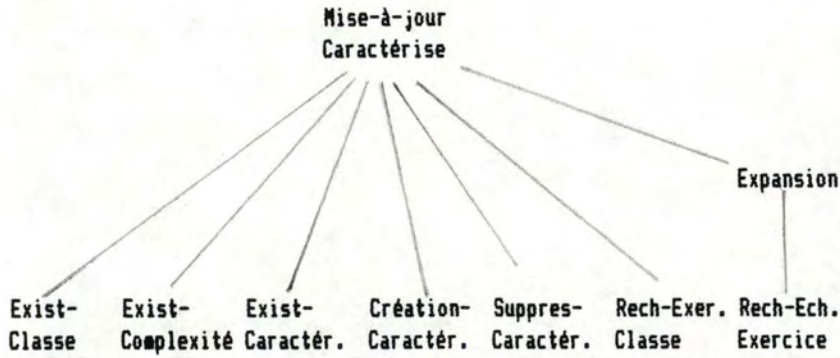 Mise-à-jour
Caractérise
Expansion
Exist- Exist- Exist- Création- Suppres- Rech-Exer. Rech-Ech.
Classe Complexité Caractér. Caractér. Caractér. Classe Exercice